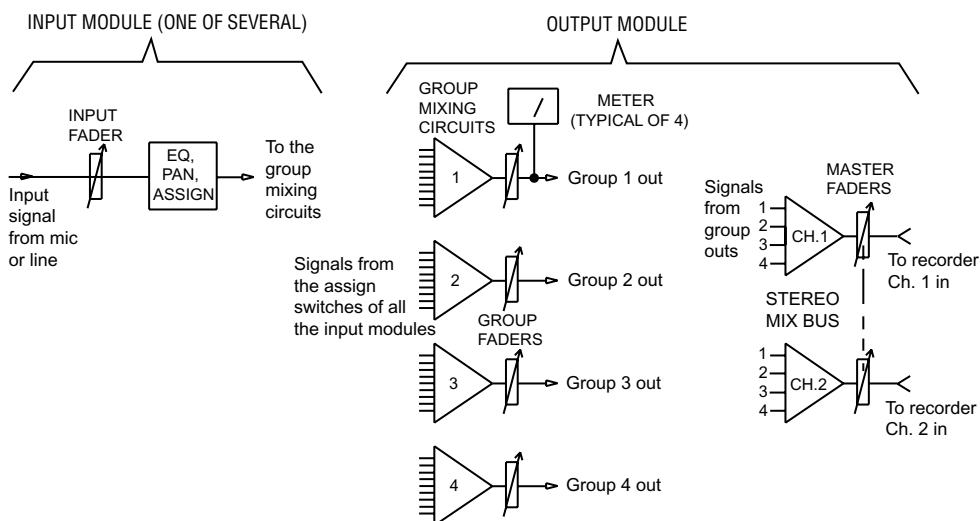 INPUT MODULE (ONE OF SEVERAL)
OUTPUT MODULE
INPUT
FADER
EQ,
PAN,
ASSIGN
To the
group
mixing
circuits
Input
signal
from mic
or line
GROUP
MIXING
CIRCUITS
METER
(TYPICAL OF 4)
1
Group 1 out
2
Group 2 out
Signals from
the assign
switches of all
the input modules
GROUP
FADERS
3
Group 3 out
4
Group 4 out
Signals
from
group
outs
1
2
3
4
CH.1
MASTER
FADERS
To recorder
Ch. 1 in
STEREO
MIX BUS
1
2
3
4
CH.2
To recorder
Ch. 2 in